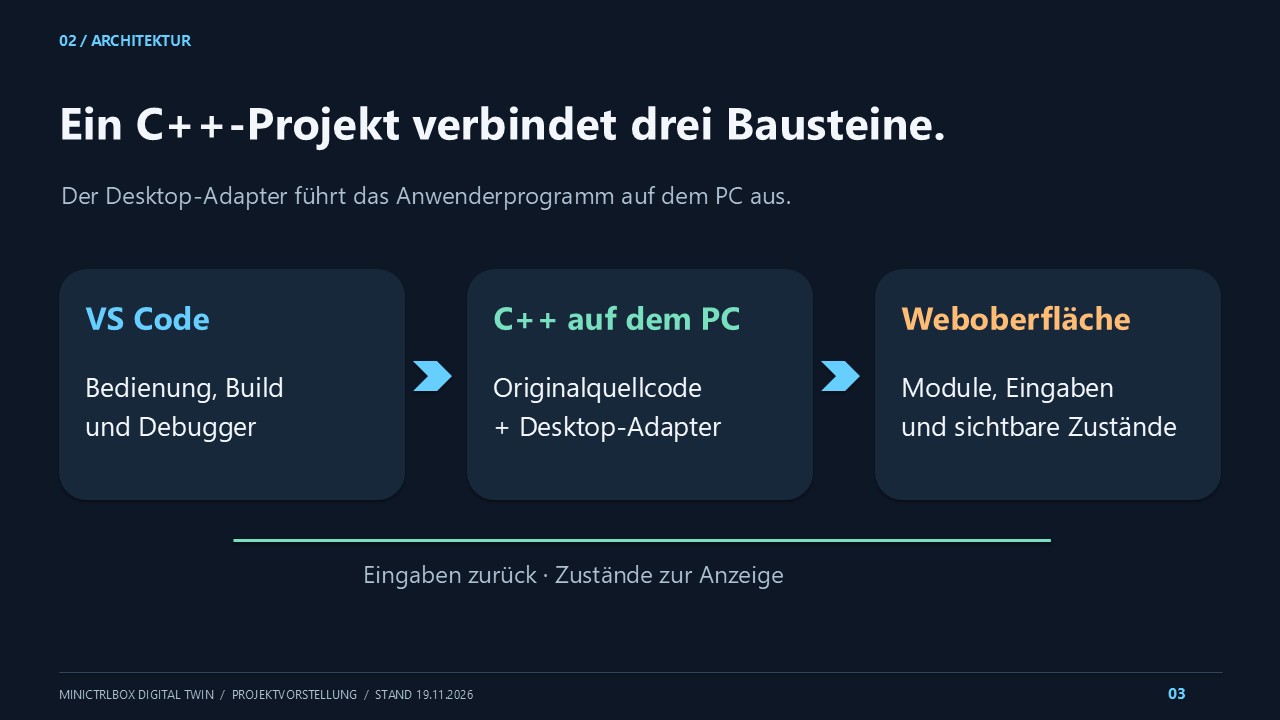 02 / ARCHITEKTUR
Ein C++-Projekt verbindet drei Bausteine.
Der Desktop-Adapter führt das Anwenderprogramm auf dem PC aus.
VS Code
Bedienung, Build
und Debugger
C++ auf dem PC
Originalquellcode
+ Desktop-Adapter
Weboberfläche
Module, Eingaben
und sichtbare Zustände
Eingaben zurück · Zustände zur Anzeige
MINICTRLBOX DIGITAL TWIN / PROJEKTVORSTELLUNG / STAND 19.11.2026
03